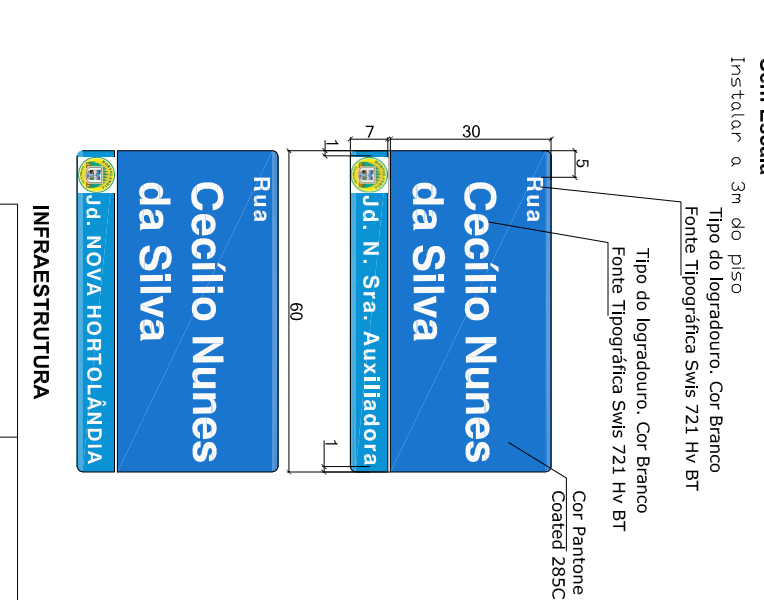 Sem Escala
Instalar a 3m do piso
Tipo do logradouro. Cor Branco
Fonte Tipográfica Swis 721 Hv BT
Tipo do logradouro. Cor Branco
Fonte Tipográfica Swis 721 Hv BT
Cor Pantone
Coated 285C
5
30
7
1
1
60
Rua
Cecílio Nunes
da Silva
Jd. N. Sra. Auxiliadora
Rua
Cecílio Nunes
da Silva
Jd. NOVA HORTOLÂNDIA
INFRAESTRUTURA